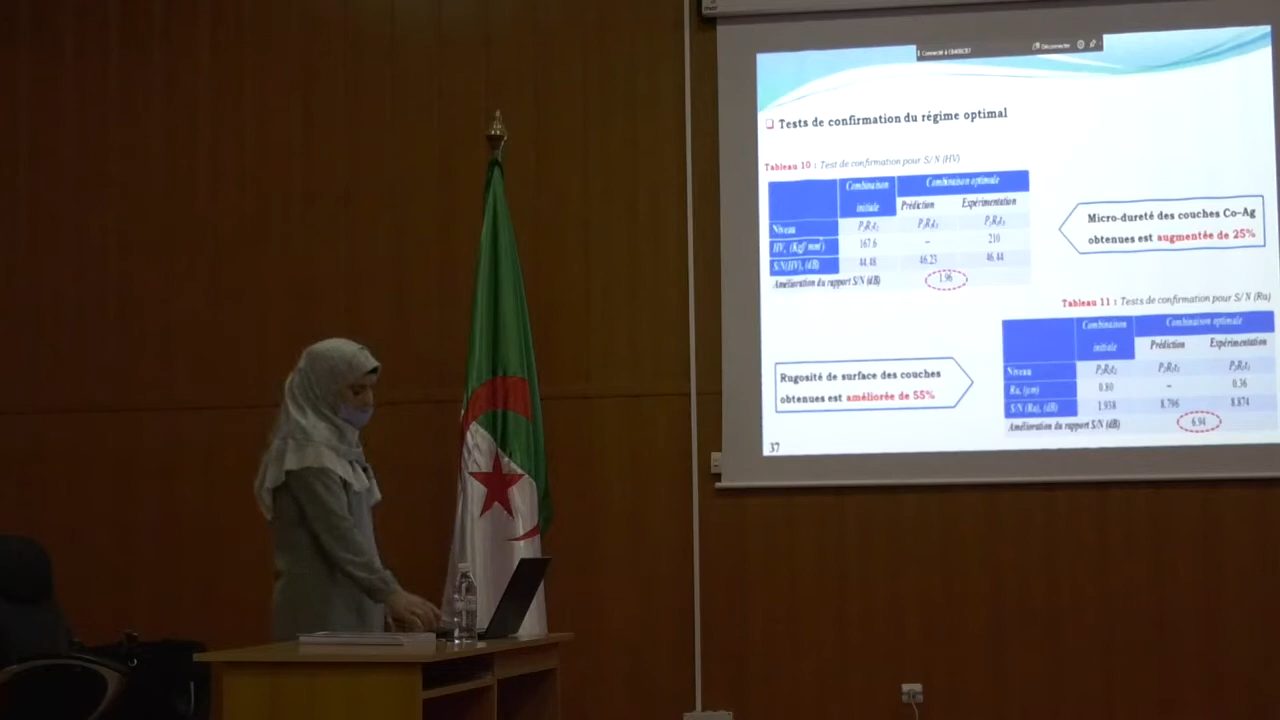 Déconnecter
Tests de confirmation du régime optimal
Tableau 10 : Test de confirmation pour S/N (HV)
Combinaison initiale
Combinaison optimale
Prédiction
Expérimentation
Niveau
HV, (Kgf/mm²)
167.6
–
210
S/N(HV), (dB)
44.48
46.23
46.44
Amélioration du rapport S/N (dB)
1.96
Micro-dureté des couches Co-Ag
obtenues est augmentée de 25%
Tableau 11 : Tests de confirmation pour S/N (Ra)
Combinaison initiale
Combinaison optimale
Prédiction
Expérimentation
Niveau
Ra, (µm)
0.80
–
0.36
S/N (Ra), (dB)
1.938
8.796
8.874
Amélioration du rapport S/N (dB)
6.94
Rugosité de surface des couches
obtenues est améliorée de 55%
37